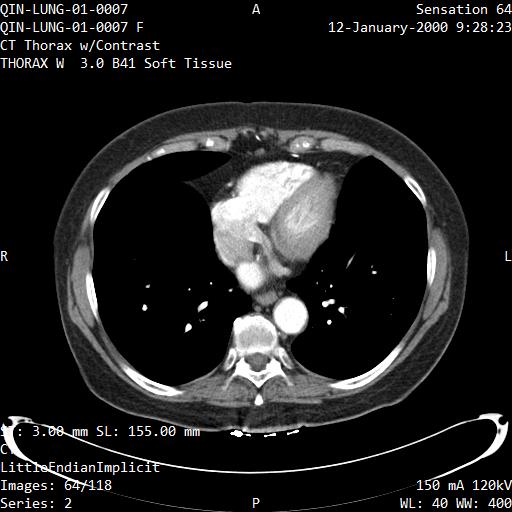 QIN-LUNG-01-0007
QIN-LUNG-01-0007 F
CT Thorax w/Contrast
THORAX W 3.0 B41 Soft Tissue
A
Sensation 64
12-January-2000 9:28:23
R
L
3.00 mm SL: 155.00 mm
LittleEndianImplicit
Images: 64/118
Series: 2
P
150 mA 120kV
WL: 40 WW: 400